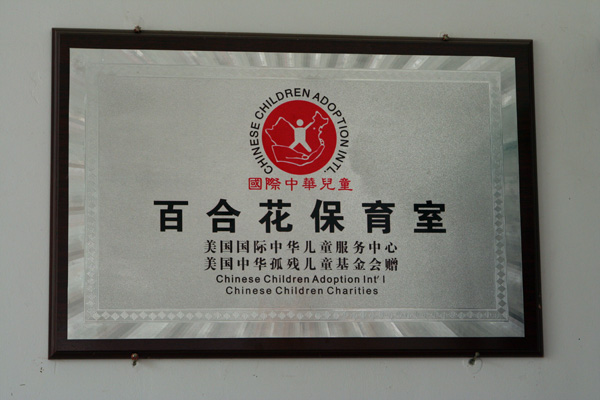 CHINESE CHILDREN ADOPTION INT'L.
國際中華兒童
百合花保育室
美国国际中华儿童服务中心
美国中华孤残儿童基金会赠
Chinese Children Adoption Int' l
Chinese Children Charities